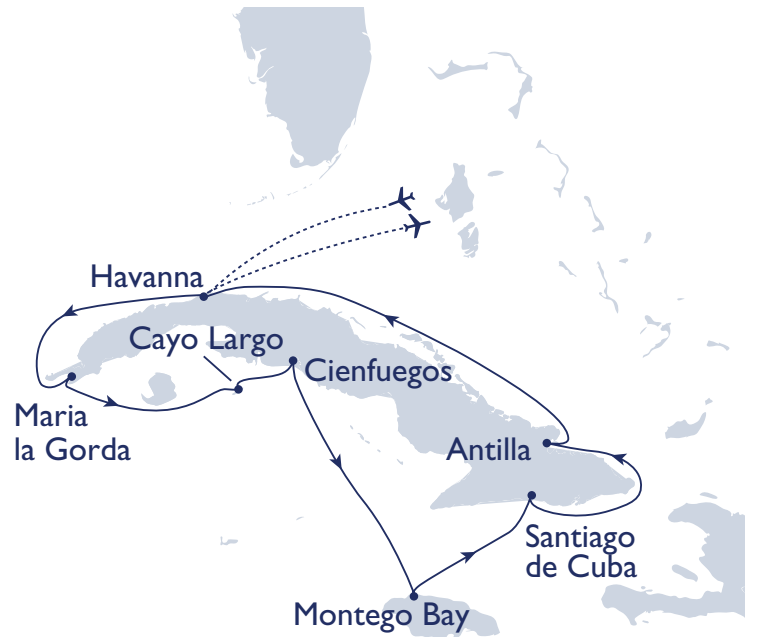 Havanna
Cayo Largo
Cienfuegos
Maria
la Gorda
Antilla
Santiago
de Cuba
Montego Bay